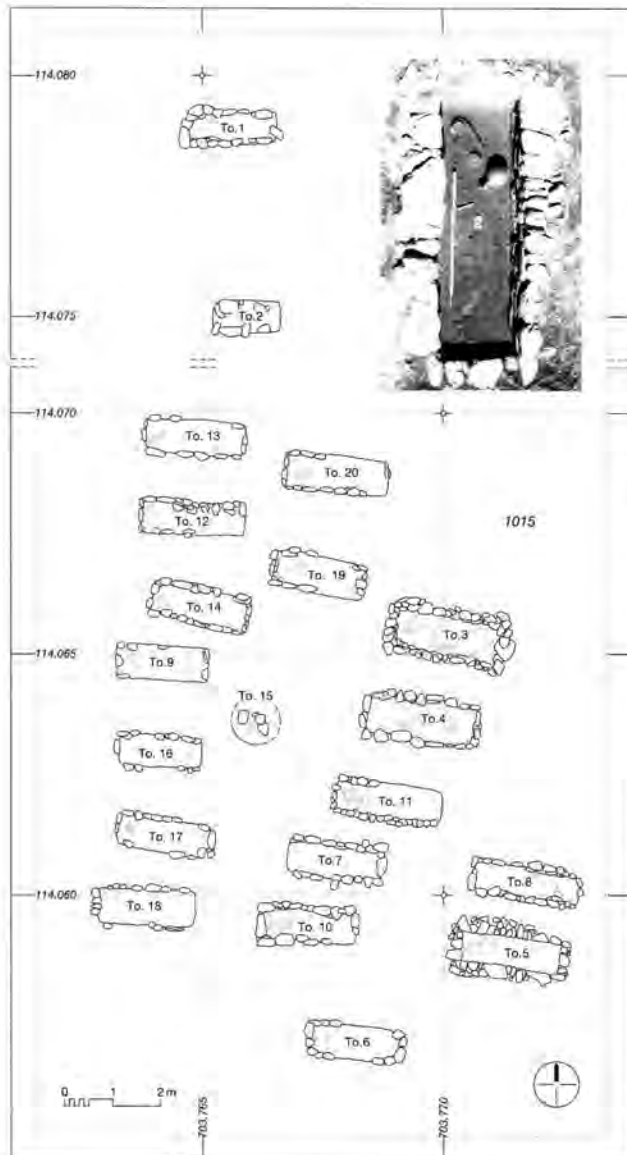 114.080
To.1
To.2
114.075
114.070
To. 13
To. 20
To. 12
1015
To. 19
To. 14
To.3
114.065
To.9
To. 15
To.4
To. 16
To. 11
To. 17
To.7
To.8
114.060
To. 18
To. 10
To.5
To.6
0 1 2 m
703.765
703.770